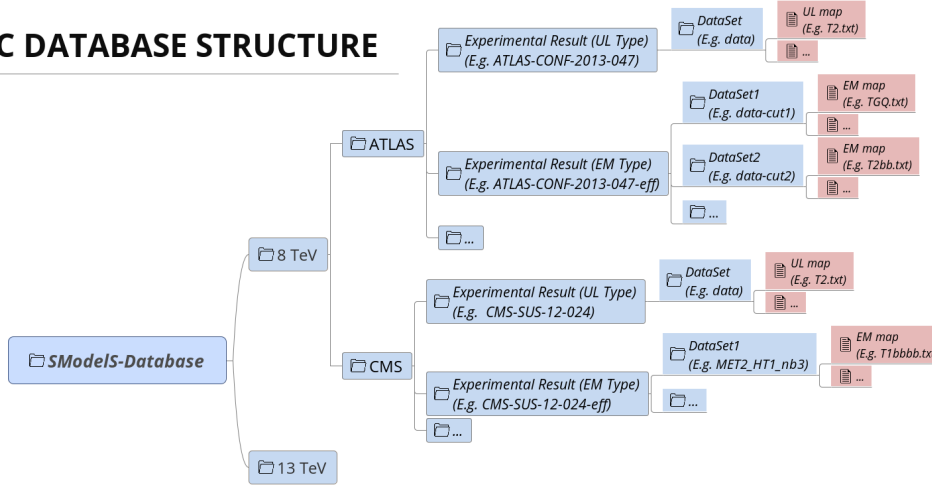 C DATABASE STRUCTURE
SModelS-Database
8 TeV
ATLAS
Experimental Result (UL Type)
(E.g. ATLAS-CONF-2013-047)
DataSet
(E.g. data)
UL map
(E.g. T2.txt)
...
Experimental Result (EM Type)
(E.g. ATLAS-CONF-2013-047-eff)
DataSet1
(E.g. data-cut1)
EM map
(E.g. TGQ.txt)
...
DataSet2
(E.g. data-cut2)
EM map
(E.g. T2bb.txt)
...
...
...
CMS
Experimental Result (UL Type)
(E.g. CMS-SUS-12-024)
DataSet
(E.g. data)
UL map
(E.g. T2.txt)
...
Experimental Result (EM Type)
(E.g. CMS-SUS-12-024-eff)
DataSet1
(E.g. MET2_HT1_nb3)
EM map
(E.g. T1bbbb.tx
...
...
...
13 TeV